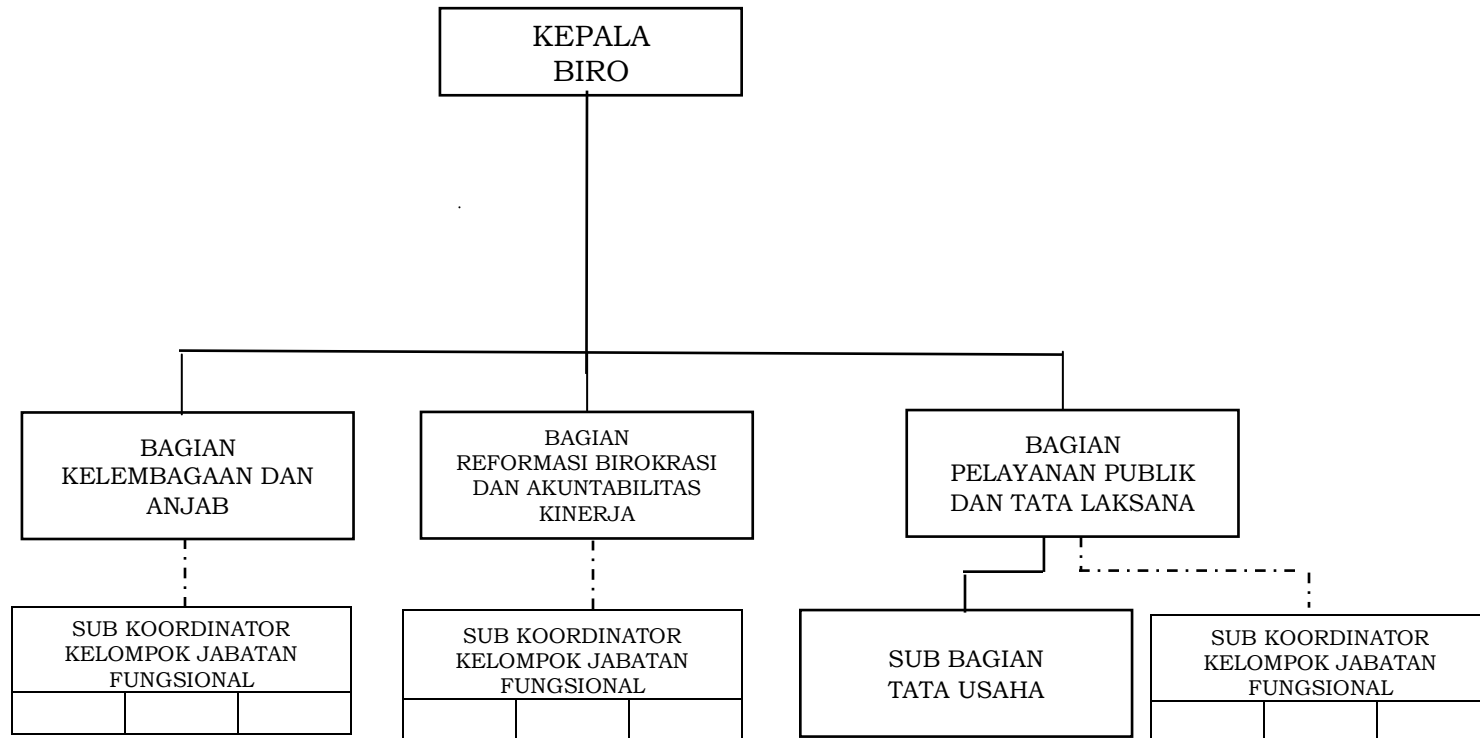 KEPALA
BIRO
BAGIAN
KELEMBAGAAN DAN
ANJAB
BAGIAN
REFORMASI BIROKRASI
DAN AKUNTABILITAS
KINERJA
BAGIAN
PELAYANAN PUBLIK
DAN TATA LAKSANA
SUB KOORDINATOR
KELOMPOK JABATAN
FUNGSIONAL
SUB KOORDINATOR
KELOMPOK JABATAN
FUNGSIONAL
SUB BAGIAN
TATA USAHA
SUB KOORDINATOR
KELOMPOK JABATAN
FUNGSIONAL